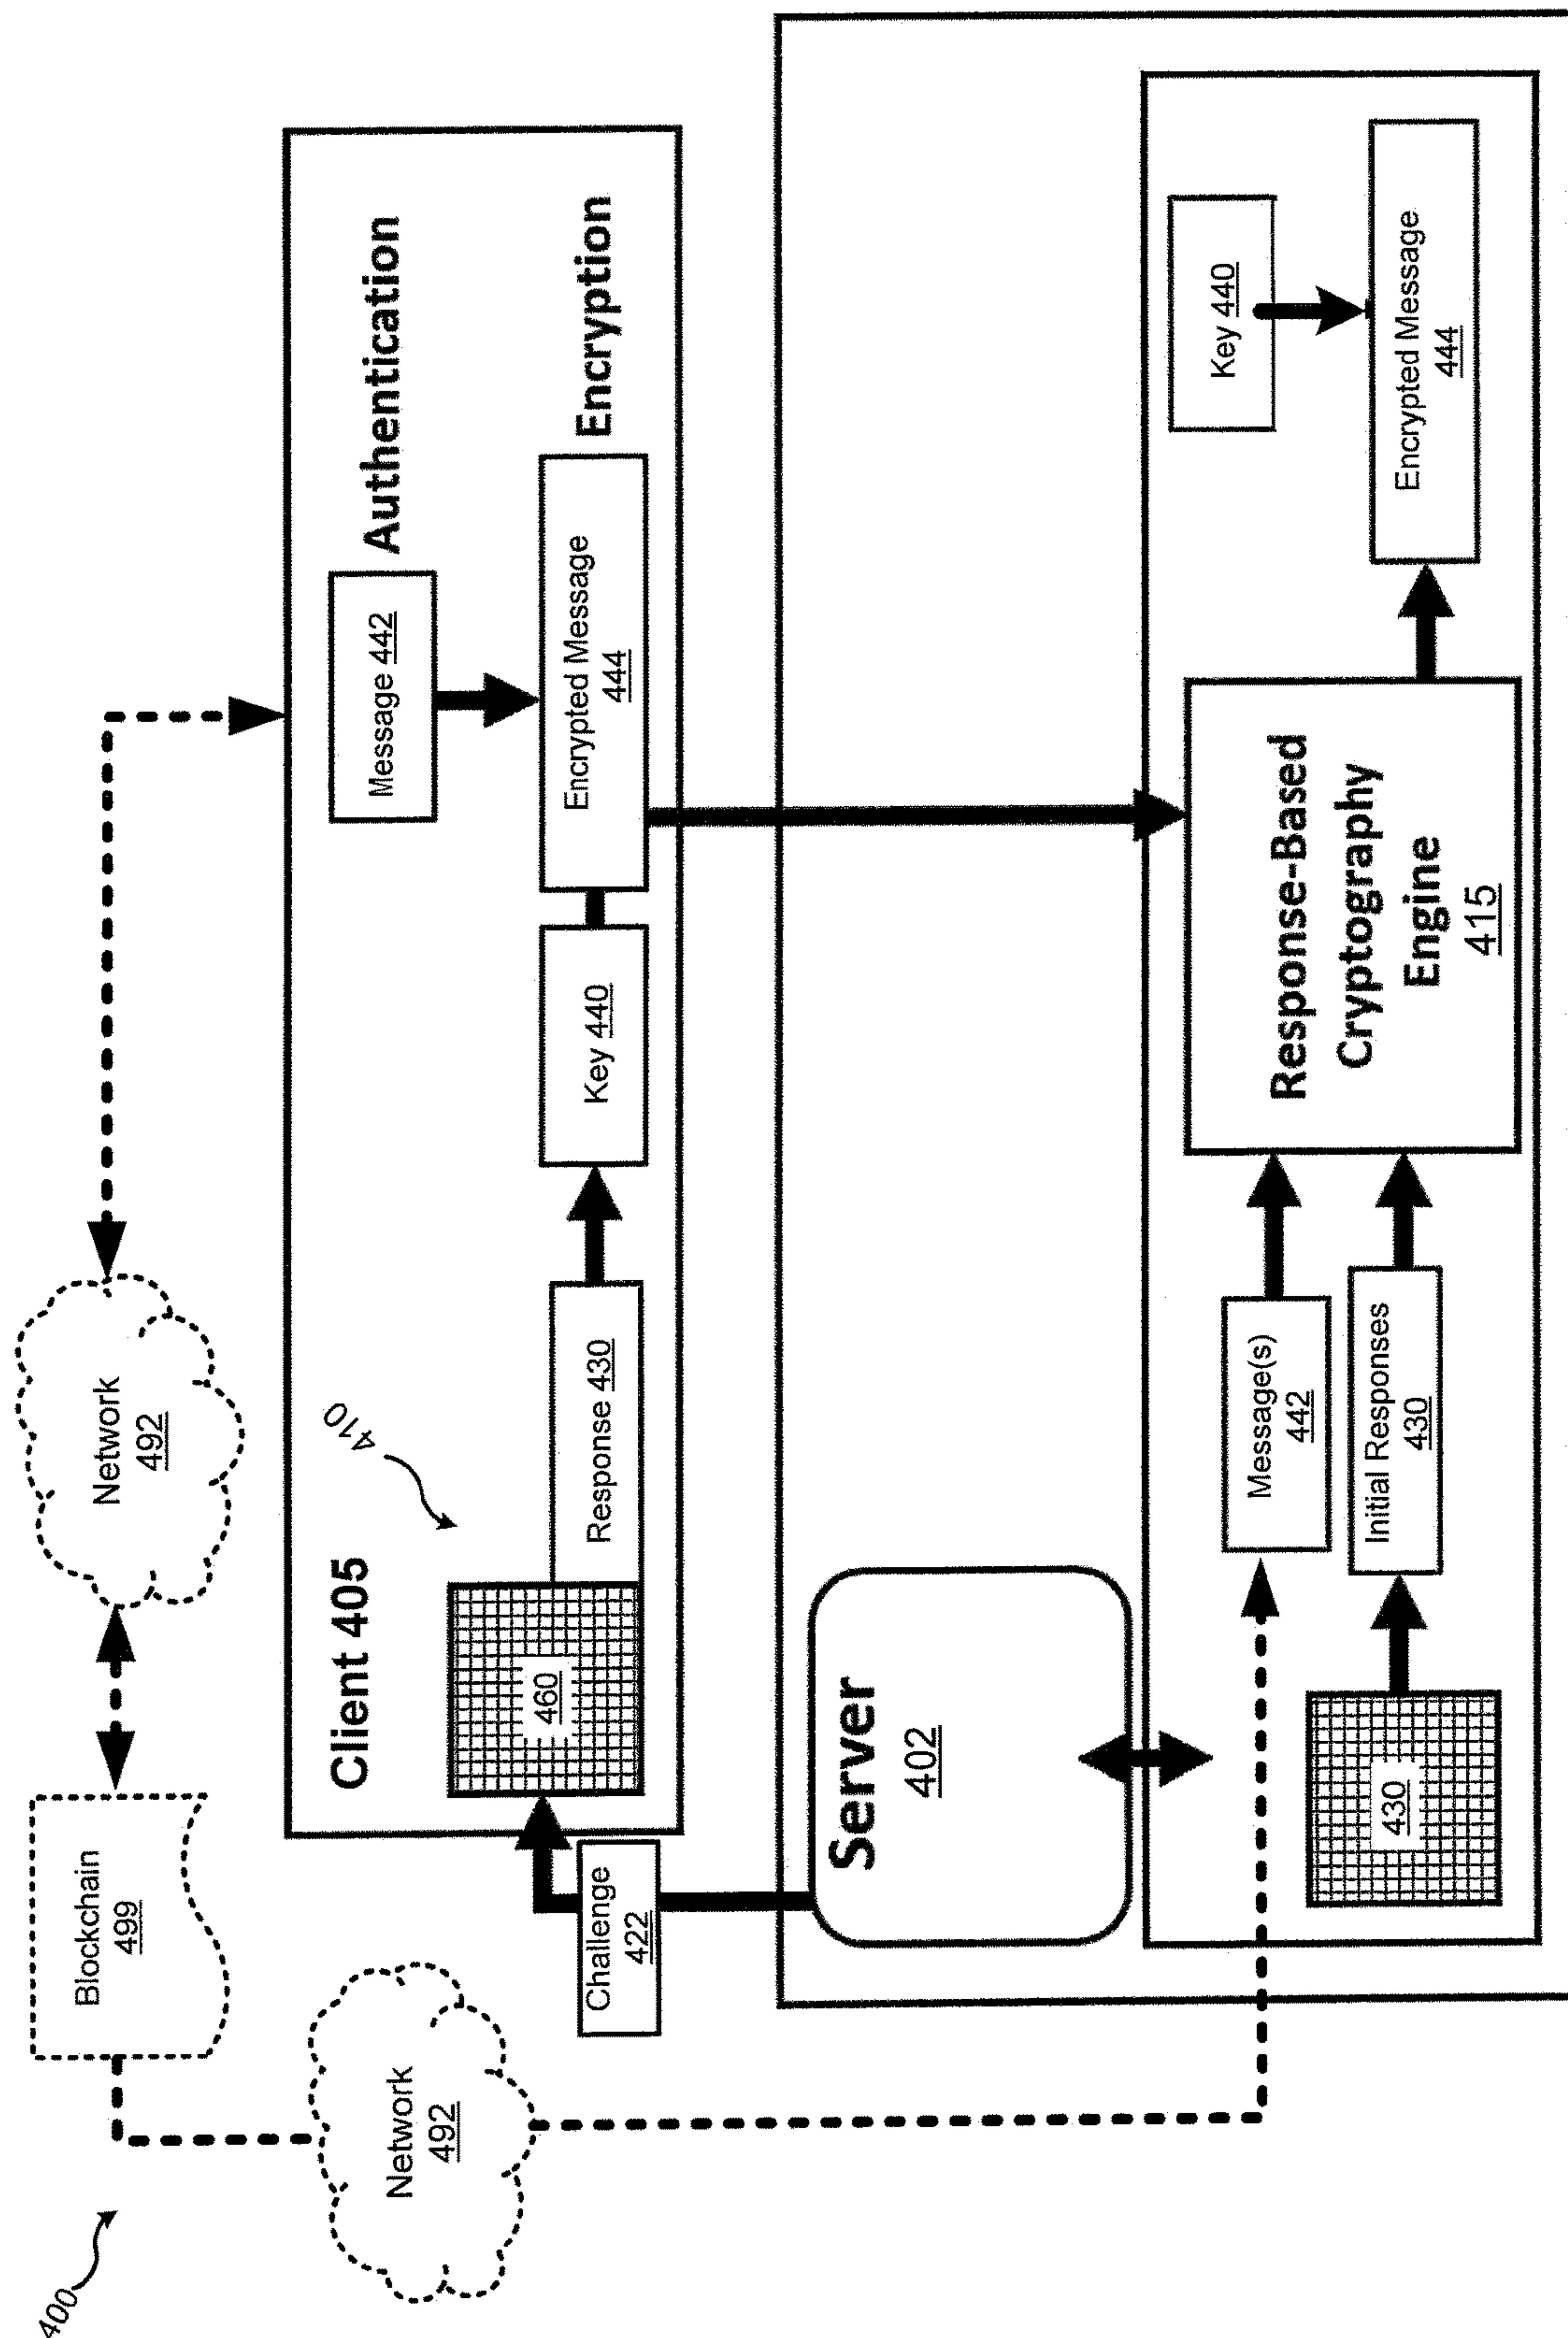 400
Blockchain
499
Network
492
Network
492
Client 405
410
Authentication
Message 442
Encryption
460
Response 430
Key 440
Encrypted Message
444
Challenge
422
Server
402
Message(s)
442
430
Initial Responses
430
Response-Based
Cryptography
Engine
415
Key 440
Encrypted Message
444